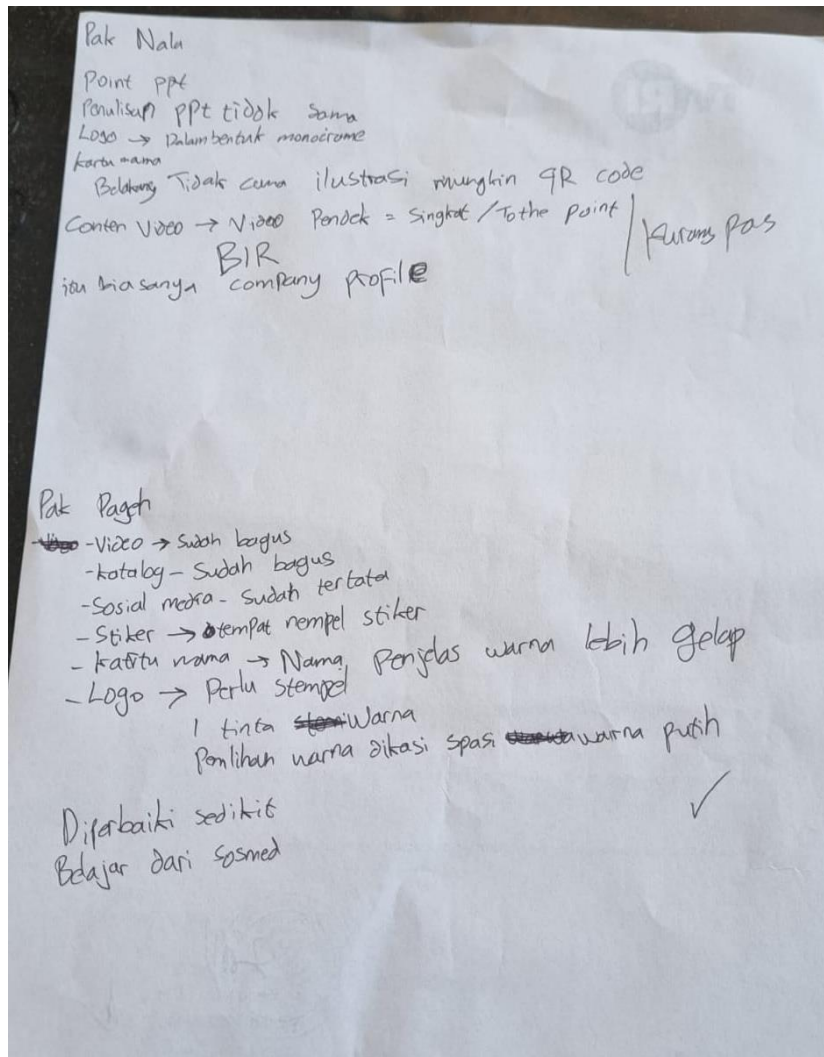 Pak Nala
Point ppt
Penulisan ppt tidak sama
Logo → Dalam bentuk monocrome
kartu nama
Belakang Tidak cuma ilustrasi mungkin QR code
Conten Video → Video Pendek = Singkat / To the Point / Kurang pas
BIR
itu biasanya company profile
Pak Pageh
- Video → Sudah bagus
- katalog - Sudah bagus
- Sosial media - Sudah tertata
- Stiker → tempat nempel stiker
- kartu nama → Nama, Penjelas warna lebih gelap
- Logo → Perlu stempel
1 tinta Warna
Pemlihan warna dikasi spasi warna putih
✓
Diperbaiki sedikit
Belajar dari sosmed